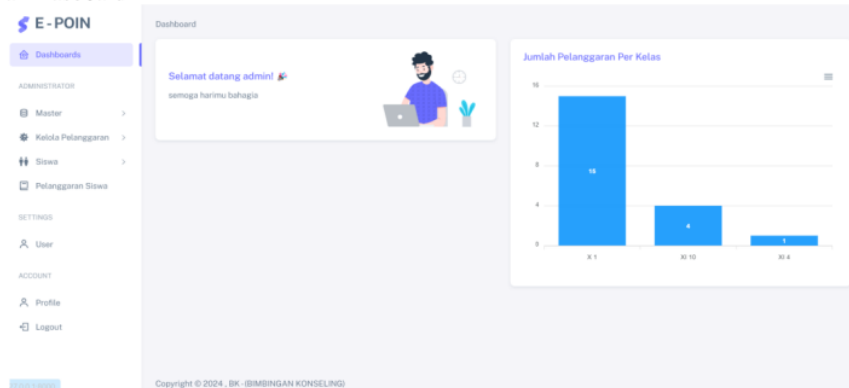 E - POIN
Dashboards
ADMINISTRATOR
Master
Kelola Pelanggaran
Siswa
Pelanggaran Siswa
SETTINGS
User
ACCOUNT
Profile
Logout
Dashboard
Selamat datang admin! 🎉
semoga harimu bahagia
Jumlah Pelanggaran Per Kelas
16
12
8
4
0
15
4
1
X 1
XI 10
XI 4
Copyright © 2024 , BK -(BIMBINGAN KONSELING)